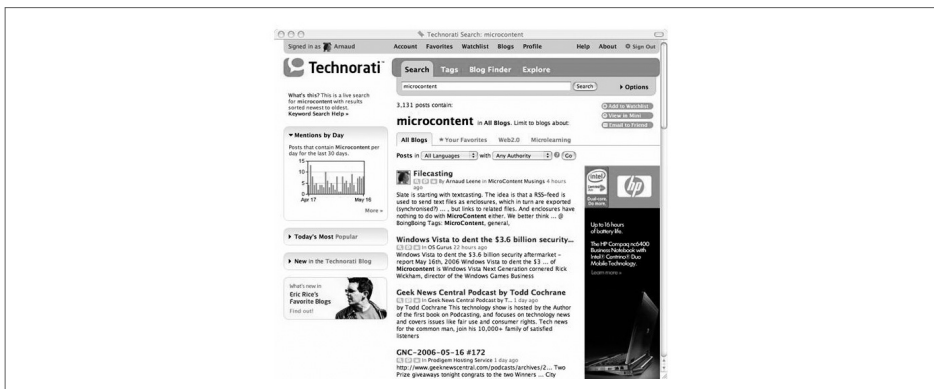 Technorati Search: microcontent
Signed in as Arnaud
Account Favorites Watchlist Blogs Profile Help About Sign Out
Technorati
Search Tags Blog Finder Explore
microcontent Search Options
What's this? This is a live search
for microcontent with results
sorted newest to oldest.
Keyword Search Help »
Mentions by Day
Posts that contain Microcontent per
day for the last 30 days.
15
10
5
0
Apr 17 May 16
More »
Today's Most Popular
New in the Technorati Blog
What's new in
Eric Rice's
Favorite Blogs
Find out!
3,131 posts contain:
microcontent in All Blogs. Limit to blogs about:
Add to Watchlist
View in Mini
Email to Friend
All Blogs Your Favorites Web2.0 Microlearning
Posts in All Languages with Any Authority Go
Filecasting
By Arnaud Leene in MicroContent Musings 4 hours
ago
Slate is starting with textcasting. The idea is that a RSS-feed is
used to send text files as enclosures, which in turn are exported
(synchronised?) ... , but links to related files. And enclosures have
nothing to do with MicroContent either. We better think ... @
BoingBoing Tags: MicroContent, general,
Windows Vista to dent the $3.6 billion security...
In OS Gurus 22 hours ago
Windows Vista to dent the $3.6 billion security aftermarket -
report May 16th, 2006 Windows Vista to dent the $3 ... of
Microcontent is Windows Vista Next Generation cornered Rick
Wickham, director of the Windows Games Business
Geek News Central Podcast by Todd Cochrane
In Geek News Central Podcast by T... 1 day ago
by Todd Cochrane This technology show is hosted by the Author
of the first book on Podcasting, and focuses on technology news
and covers issues like fair use and consumer rights. Tech news
for the common man, join his 10,000+ family of satisfied
listeners
GNC-2006-05-16 #172
In Prodigem Hosting Service 1 day ago
http://www.geeknewscentral.com/podcasts/archives/2... Two
Prize giveaways tonight congrats to the two Winners ... City
intel
Dual-core.
Do more.
hp
Up to 16 hours
of battery life.
The HP Compaq nc6400
Business Notebook with
Intel® Centrino® Duo
Mobile Technology.
Learn more »